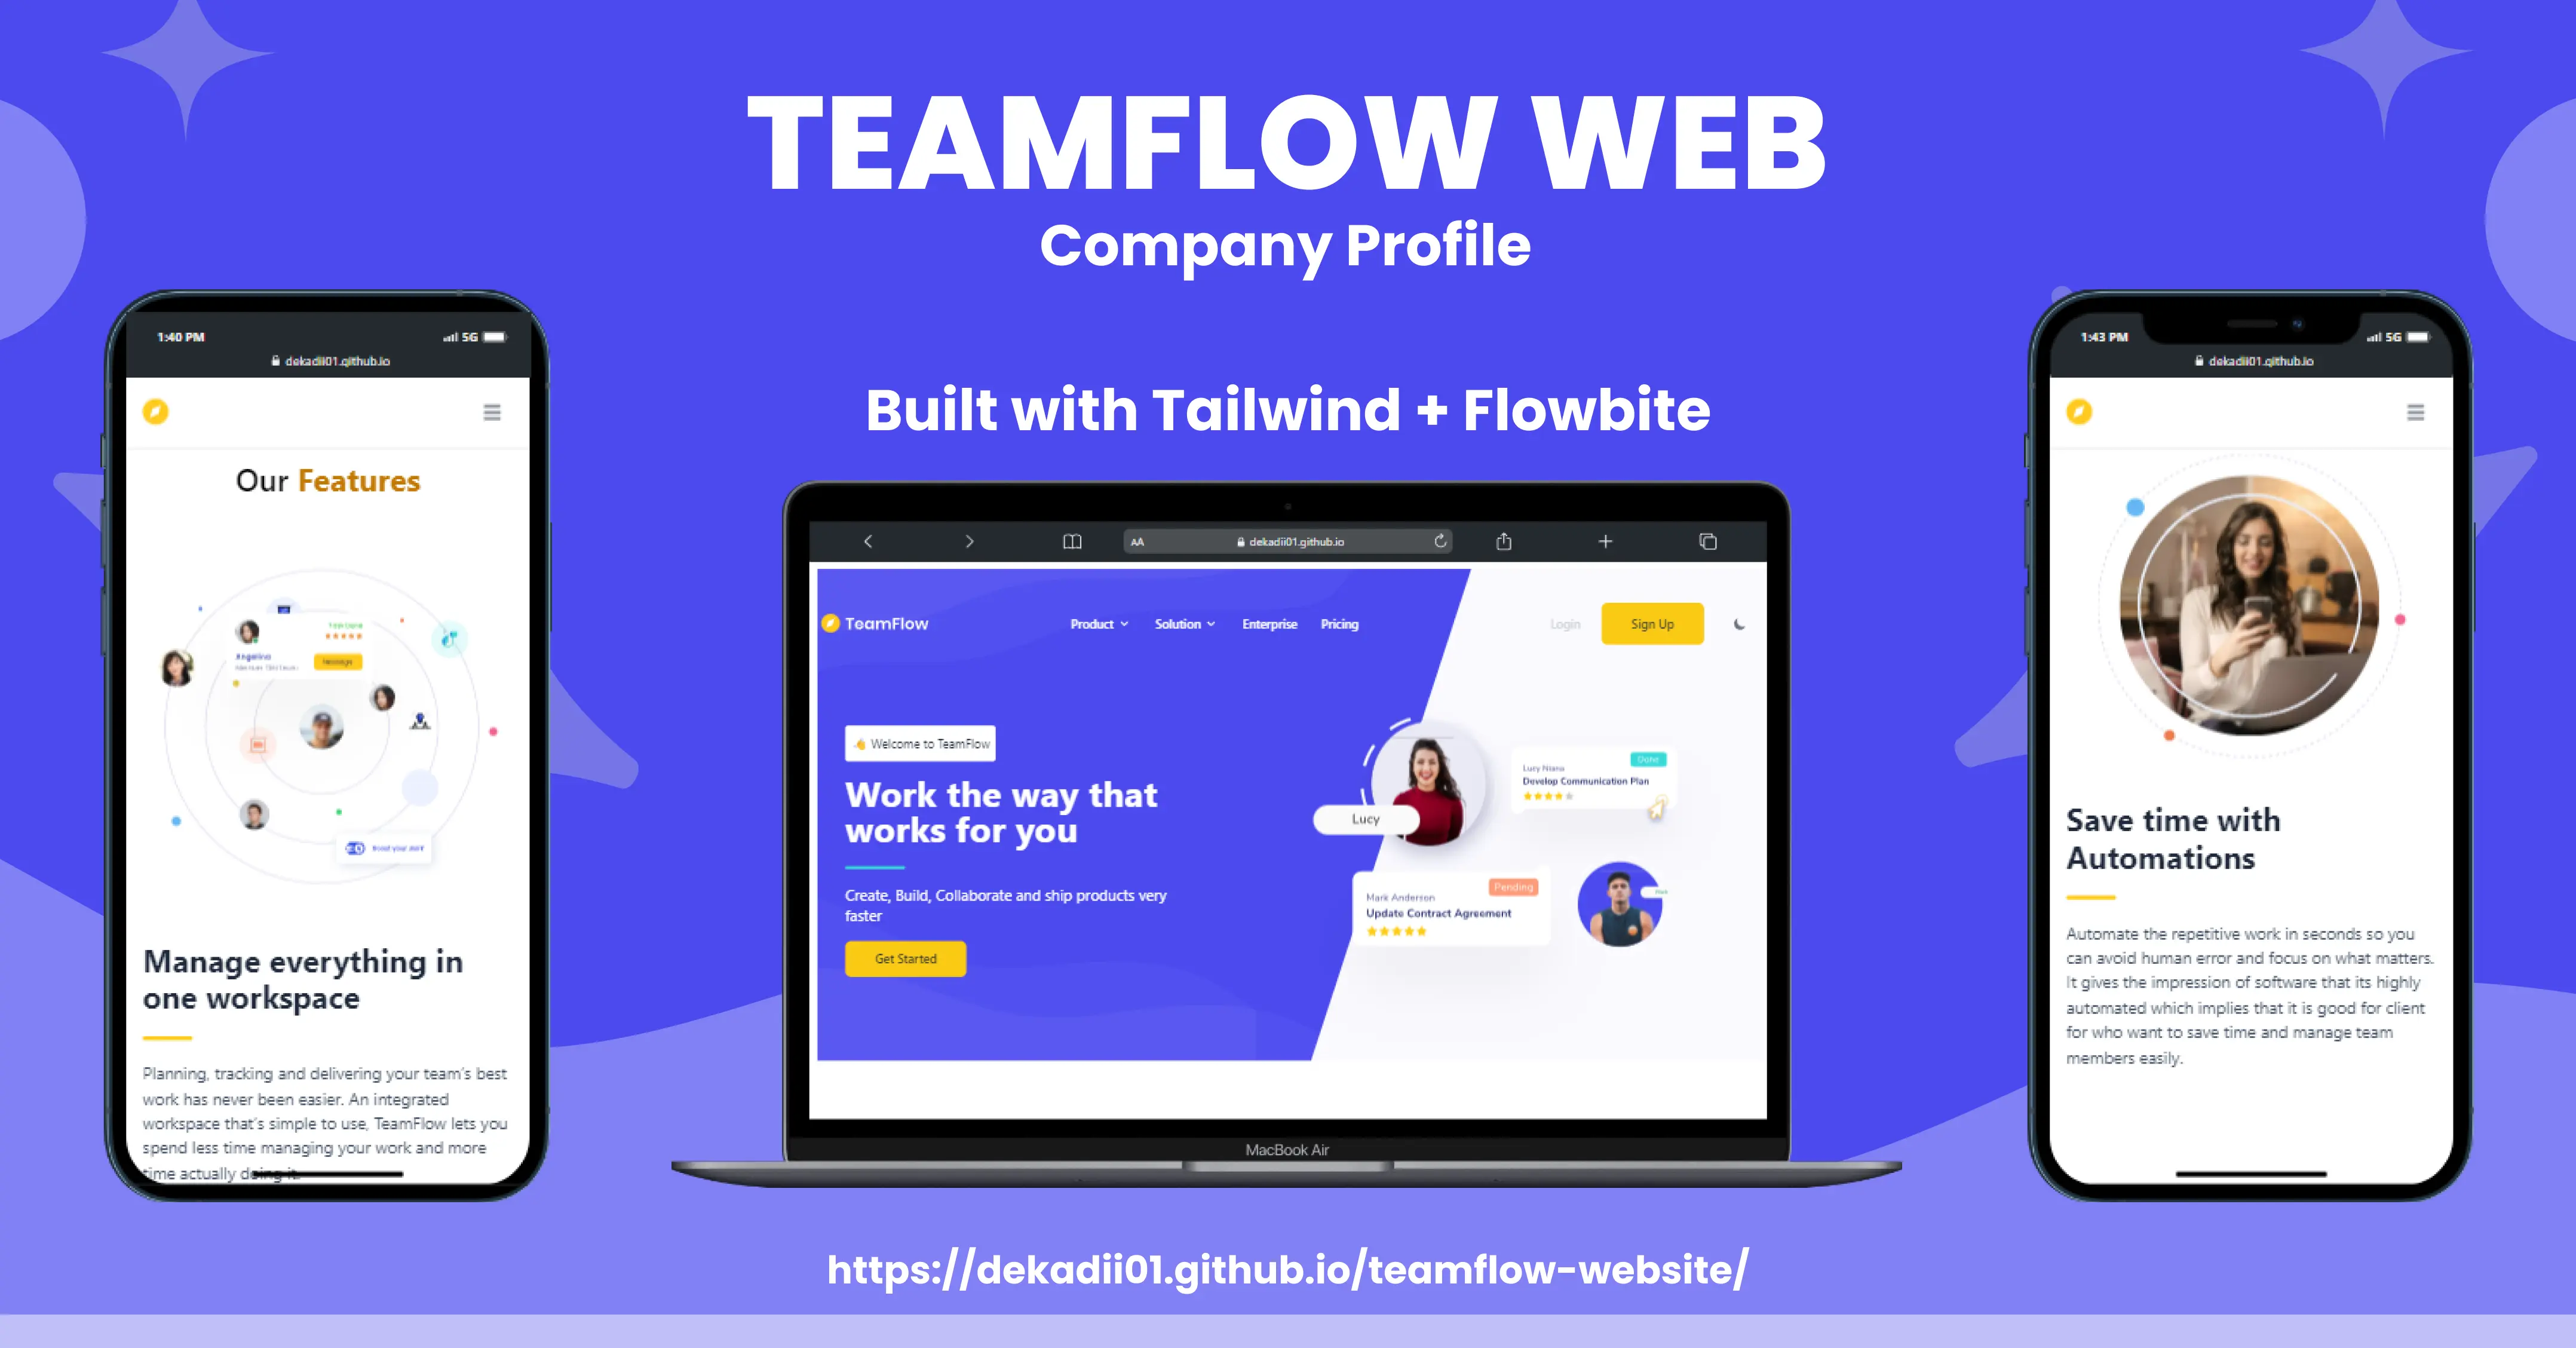 TEAMFLOW WEB
Company Profile
Built with Tailwind + Flowbite
1:40 PM
5G
dekadii01.github.io
Our Features
Angelina
Message
Manage everything in
one workspace
Planning, tracking and delivering your team's best
work has never been easier. An integrated
workspace that's simple to use, TeamFlow lets you
spend less time managing your work and more
time actually doing it.
AA
dekadii01.github.io
TeamFlow
Product
Solution
Enterprise
Pricing
Login
Sign Up
Welcome to TeamFlow
Work the way that
works for you
Create, Build, Collaborate and ship products very
faster
Get Started
Lucy
Done
Lucy Niana
Develop Communication Plan
Pending
Mark Anderson
Update Contract Agreement
MacBook Air
1:43 PM
5G
dekadii01.github.io
Save time with
Automations
Automate the repetitive work in seconds so you
can avoid human error and focus on what matters.
It gives the impression of software that its highly
automated which implies that it is good for client
for who want to save time and manage team
members easily.
https://dekadii01.github.io/teamflow-website/